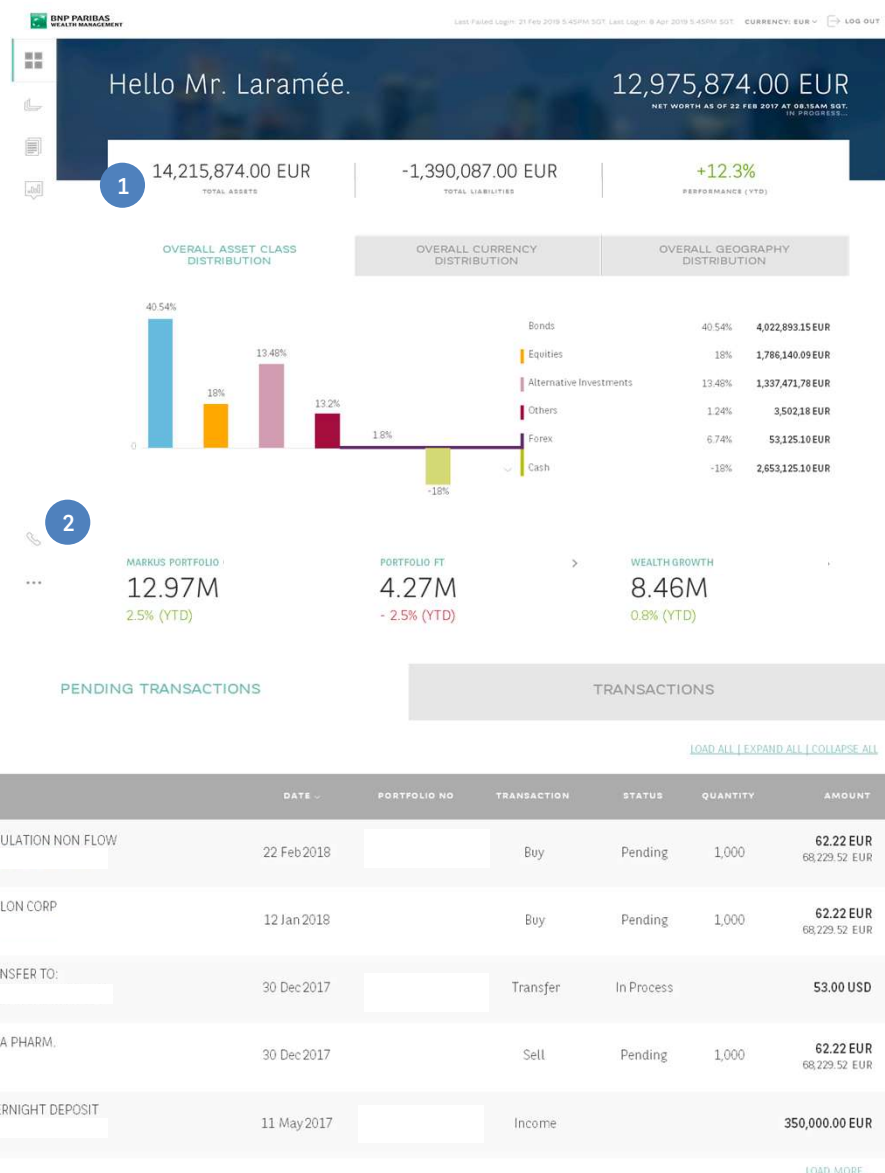 BNP PARIBAS
WEALTH MANAGEMENT
Last Failed Login: 21 Feb 2019 5.45PM SGT. Last Login: 8 Apr 2019 5.45PM SGT. CURRENCY: EUR LOG OUT
Hello Mr. Laramée.
12,975,874.00 EUR
NET WORTH AS OF 22 FEB 2017 AT 08.15AM SGT.
IN PROGRESS...
1
14,215,874.00 EUR
TOTAL ASSETS
-1,390,087.00 EUR
TOTAL LIABILITIES
+12.3%
PERFORMANCE (YTD)
OVERALL ASSET CLASS
DISTRIBUTION
OVERALL CURRENCY
DISTRIBUTION
OVERALL GEOGRAPHY
DISTRIBUTION
40.54%
18%
13.48%
13.2%
1.8%
-18%
0
Bonds 40.54% 4,022,893.15 EUR
Equities 18% 1,786,140.09 EUR
Alternative Investments 13.48% 1,337,471,78 EUR
Others 1.24% 3,502,18 EUR
Forex 6.74% 53,125.10 EUR
Cash -18% 2,653,125.10 EUR
2
MARKUS PORTFOLIO
12.97M
2.5% (YTD)
PORTFOLIO FT
4.27M
- 2.5% (YTD)
WEALTH GROWTH
8.46M
0.8% (YTD)
PENDING TRANSACTIONS
TRANSACTIONS
LOAD ALL | EXPAND ALL | COLLAPSE ALL
DATE PORTFOLIO NO TRANSACTION STATUS QUANTITY AMOUNT
ULATION NON FLOW
22 Feb 2018 Buy Pending 1,000 62.22 EUR
68,229.52 EUR
LON CORP
12 Jan 2018 Buy Pending 1,000 62.22 EUR
68,229.52 EUR
NSFER TO:
30 Dec 2017 Transfer In Process 53.00 USD
A PHARM.
30 Dec 2017 Sell Pending 1,000 62.22 EUR
68,229.52 EUR
ERNIGHT DEPOSIT
11 May 2017 Income 350,000.00 EUR
LOAD MORE